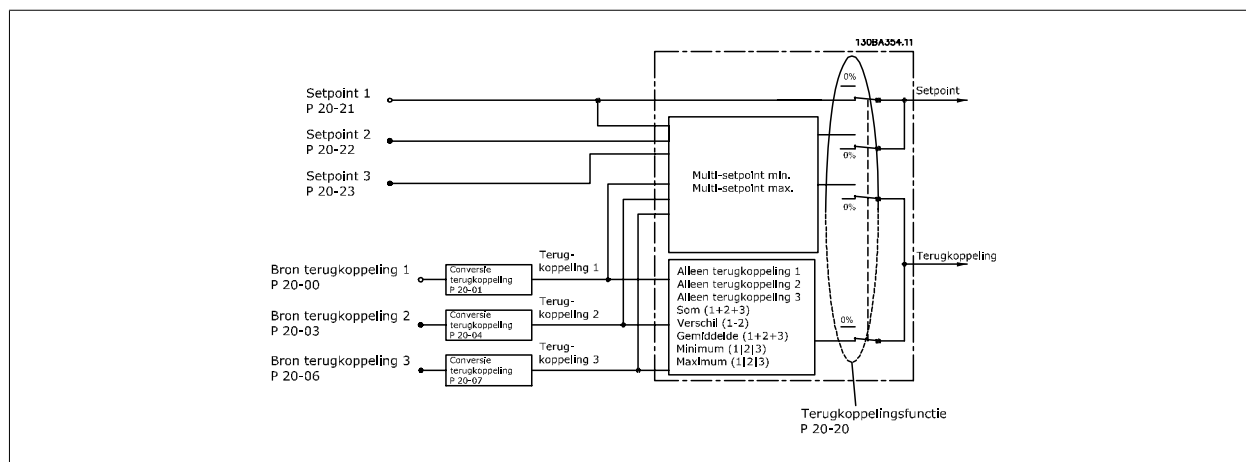 130BA354.11
Setpoint 1
P 20-21
Setpoint 2
P 20-22
Setpoint 3
P 20-23
0%
Setpoint
0%
Multi-setpoint min.
Multi-setpoint max.
0%
Bron terugkoppeling 1
P 20-00
Conversie
terugkoppeling
P 20-01
Terug-
koppeling 1
Bron terugkoppeling 2
P 20-03
Conversie
terugkoppeling
P 20-04
Terug-
koppeling 2
Bron terugkoppeling 3
P 20-06
Conversie
terugkoppeling
P 20-07
Terug-
koppeling 3
Alleen terugkoppeling 1
Alleen terugkoppeling 2
Alleen terugkoppeling 3
Som (1+2+3)
Verschil (1-2)
Gemiddelde (1+2+3)
Minimum (1|2|3)
Maximum (1|2|3)
Terugkoppeling
0%
Terugkoppelingsfunctie
P 20-20